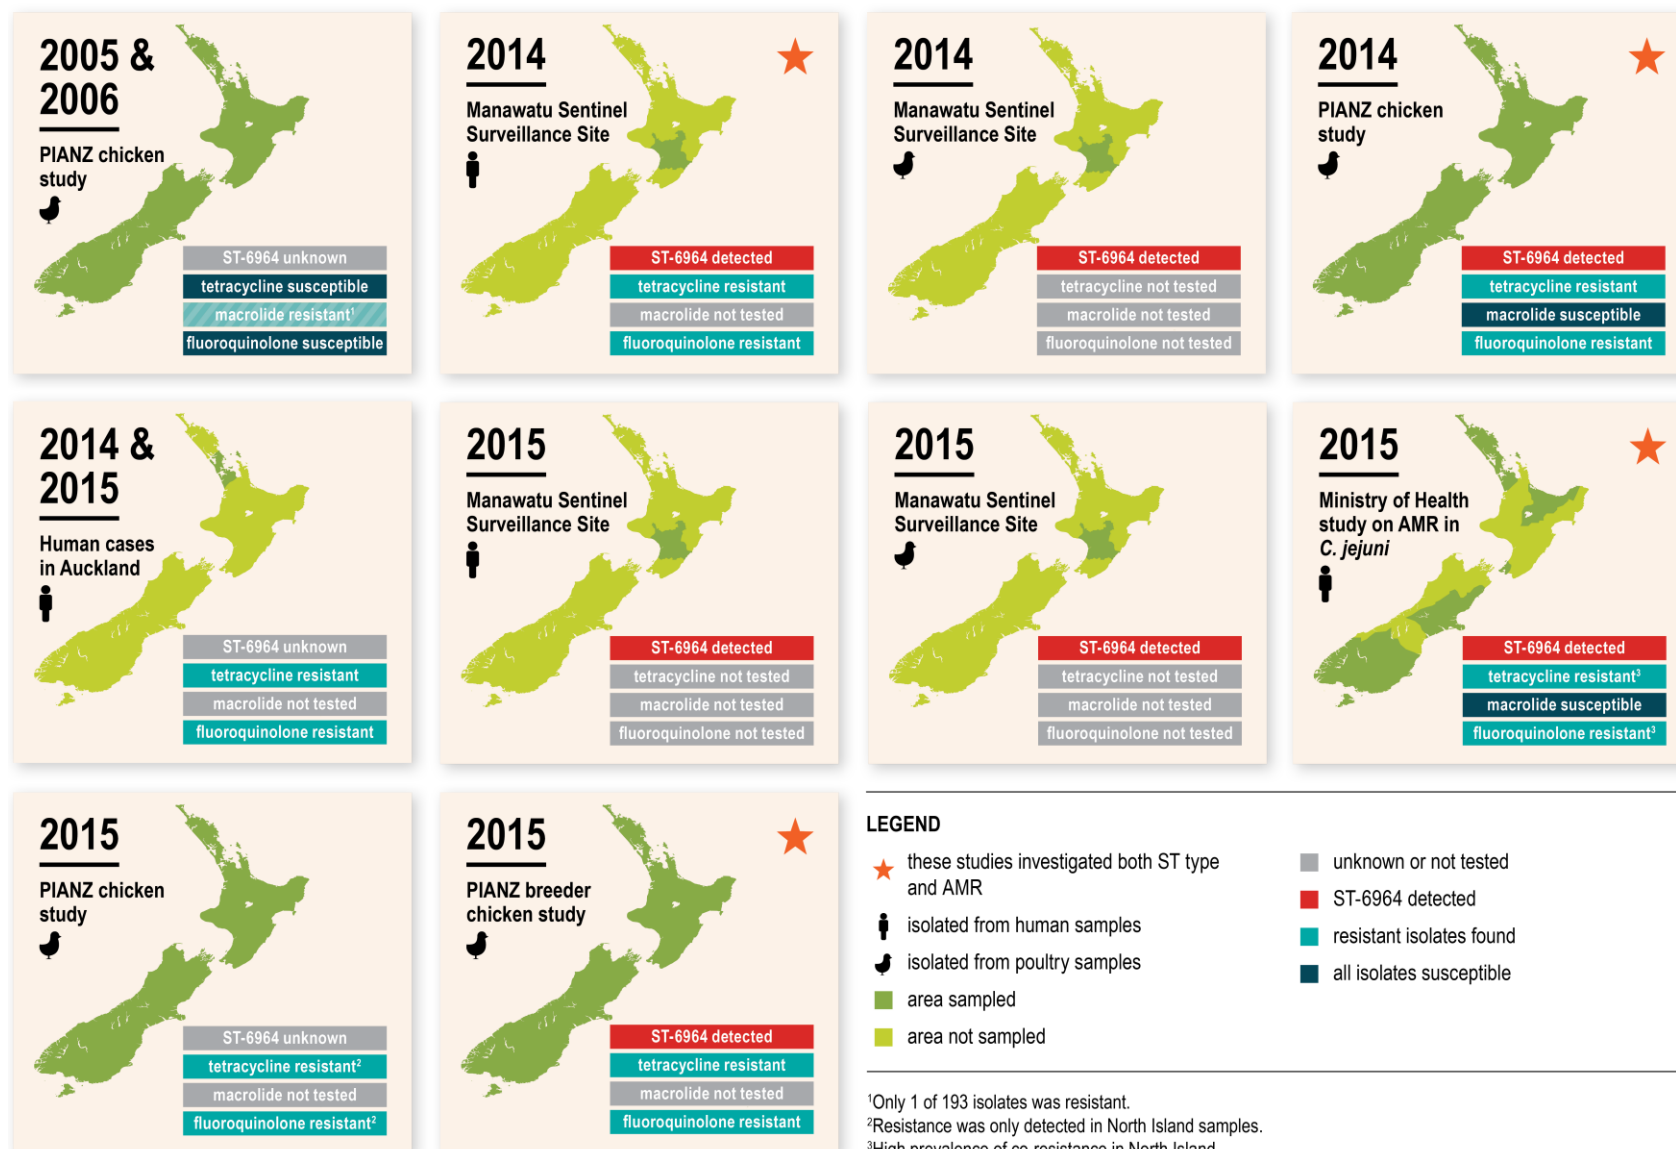 2005 &
2006
PIANZ chicken
study
ST-6964 unknown
tetracycline susceptible
macrolide resistant¹
fluoroquinolone susceptible
2014
Manawatu Sentinel
Surveillance Site
ST-6964 detected
tetracycline resistant
macrolide not tested
fluoroquinolone resistant
2014
Manawatu Sentinel
Surveillance Site
ST-6964 detected
tetracycline not tested
macrolide not tested
fluoroquinolone not tested
2014
PIANZ chicken
study
ST-6964 detected
tetracycline resistant
macrolide susceptible
fluoroquinolone resistant
2014 &
2015
Human cases
in Auckland
ST-6964 unknown
tetracycline resistant
macrolide not tested
fluoroquinolone resistant
2015
Manawatu Sentinel
Surveillance Site
ST-6964 detected
tetracycline not tested
macrolide not tested
fluoroquinolone not tested
2015
Manawatu Sentinel
Surveillance Site
ST-6964 detected
tetracycline not tested
macrolide not tested
fluoroquinolone not tested
2015
Ministry of Health
study on AMR in
C. jejuni
ST-6964 detected
tetracycline resistant³
macrolide susceptible
fluoroquinolone resistant³
2015
PIANZ chicken
study
ST-6964 unknown
tetracycline resistant²
macrolide not tested
fluoroquinolone resistant²
2015
PIANZ breeder
chicken study
ST-6964 detected
tetracycline resistant
macrolide not tested
fluoroquinolone resistant
LEGEND
these studies investigated both ST type
and AMR
isolated from human samples
isolated from poultry samples
area sampled
area not sampled
unknown or not tested
ST-6964 detected
resistant isolates found
all isolates susceptible
¹Only 1 of 193 isolates was resistant.
²Resistance was only detected in North Island samples.
³High prevalence of co-resistance in North Island